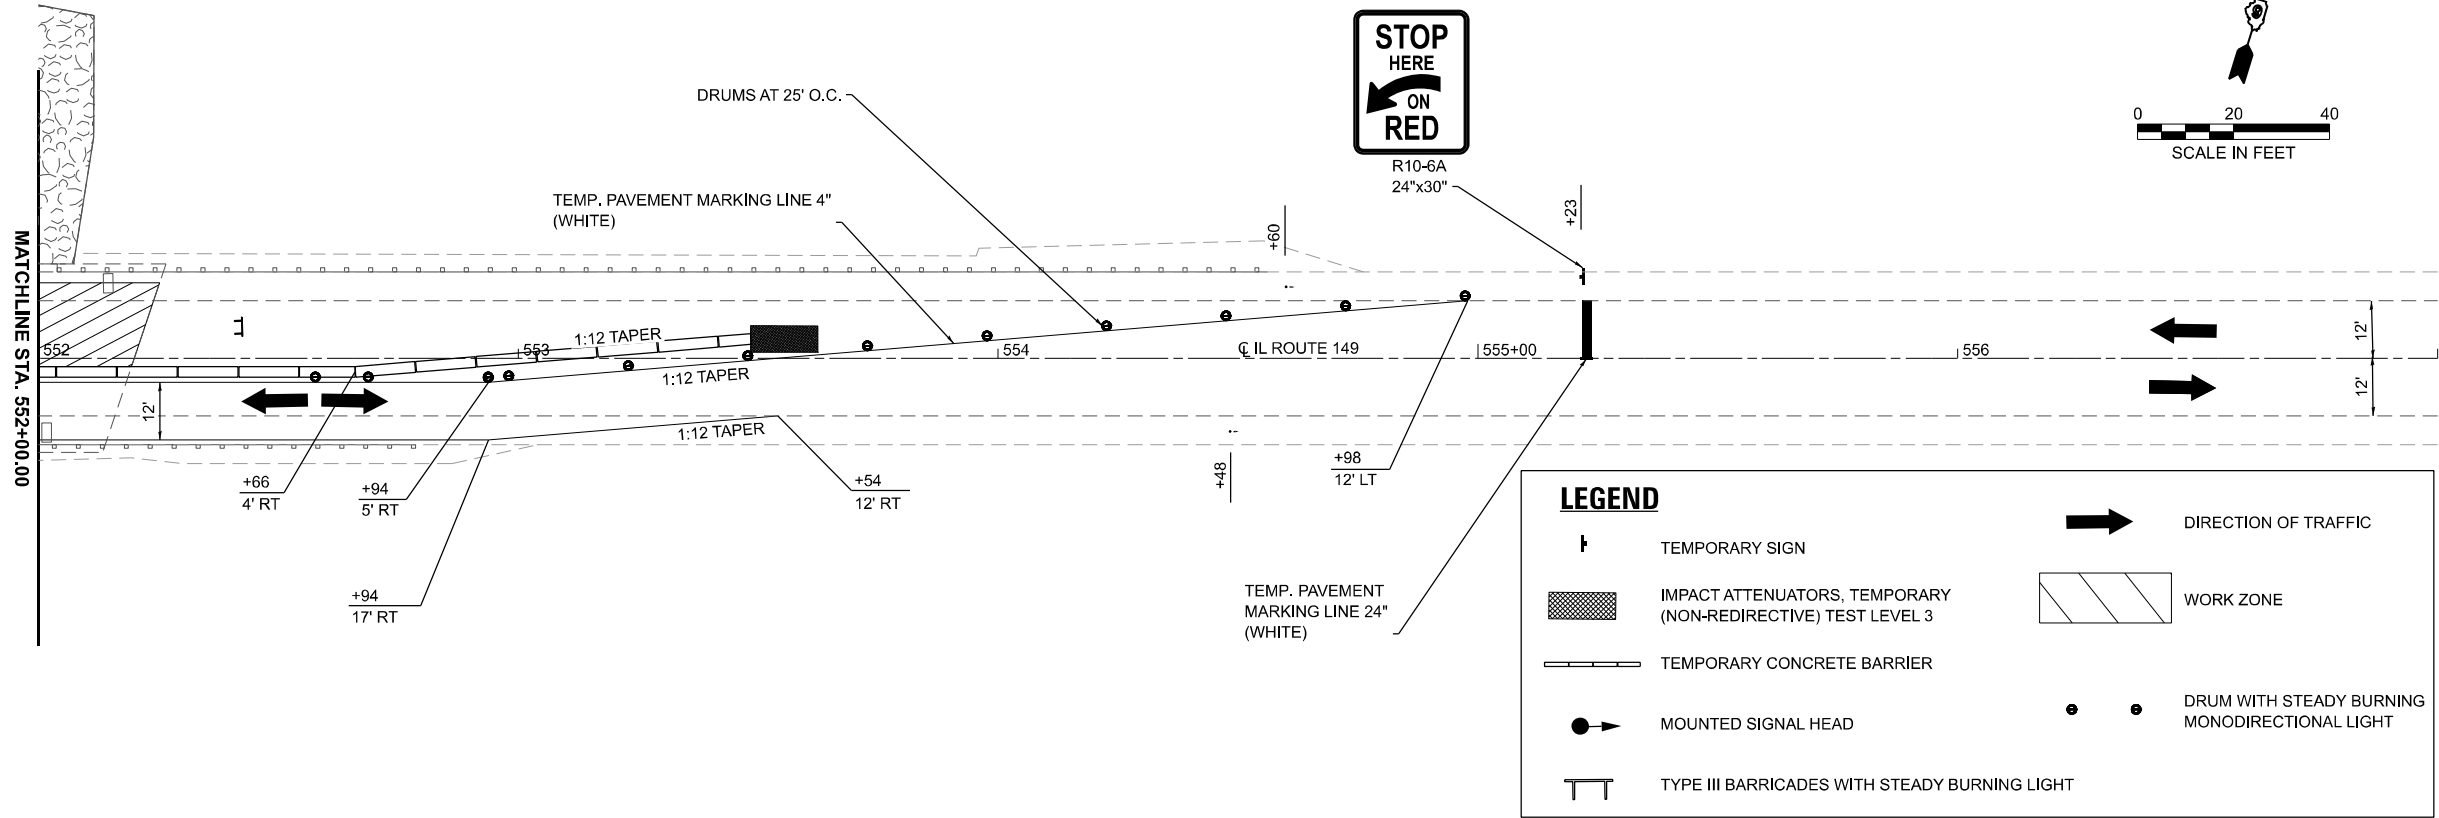 STOP
HERE
ON
RED
R10-6A
24"x30"
0 20 40
SCALE IN FEET
DRUMS AT 25' O.C.
TEMP. PAVEMENT MARKING LINE 4"
(WHITE)
+60
+23
MATCHLINE STA. 552+00.00
1:12 TAPER
552
553
554
℄ IL ROUTE 149
555+00
556
12'
12'
12'
1:12 TAPER
1:12 TAPER
+66
4' RT
+94
5' RT
+54
12' RT
+48
+98
12' LT
+94
17' RT
TEMP. PAVEMENT
MARKING LINE 24"
(WHITE)
LEGEND
TEMPORARY SIGN
IMPACT ATTENUATORS, TEMPORARY
(NON-REDIRECTIVE) TEST LEVEL 3
TEMPORARY CONCRETE BARRIER
MOUNTED SIGNAL HEAD
TYPE III BARRICADES WITH STEADY BURNING LIGHT
DIRECTION OF TRAFFIC
WORK ZONE
DRUM WITH STEADY BURNING
MONODIRECTIONAL LIGHT